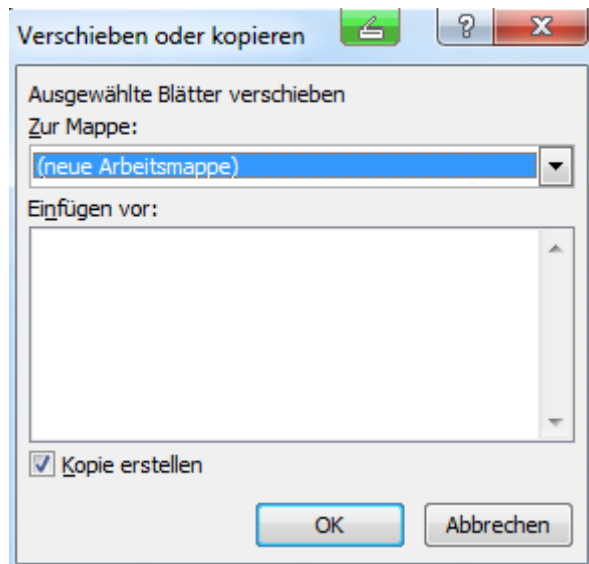 Verschieben oder kopieren
Ausgewählte Blätter verschieben
Zur Mappe:
(neue Arbeitsmappe)
Einfügen vor:
Kopie erstellen
OK
Abbrechen